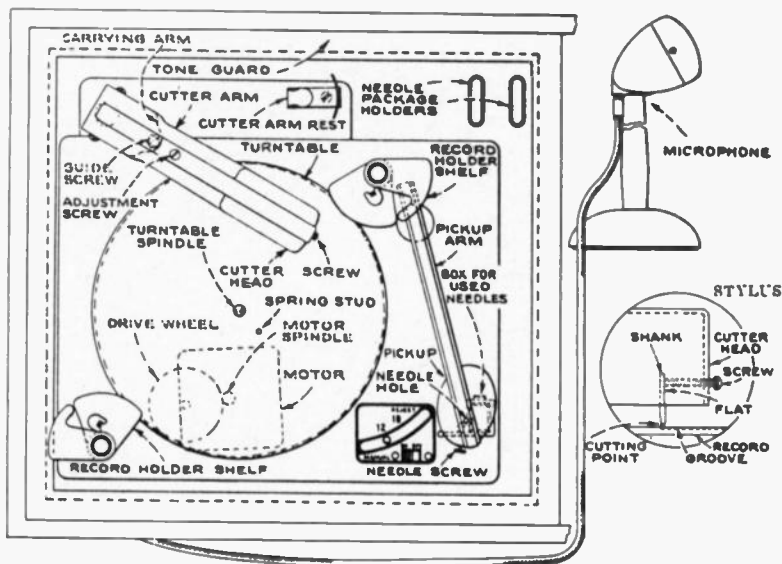 CARRYING ARM
TONE GUARD
CUTTER ARM
CUTTER ARM REST
NEEDLE
PACKAGE
HOLDERS
TURNTABLE
RECORD
HOLDER
SHELF
MICROPHONE
GUIDE
SCREW
ADJUSTMENT
SCREW
TURNTABLE
SPINDLE
PICKUP
ARM
CUTTER
HEAD
SCREW
BOX FOR
USED
NEEDLES
SPRING STUD
DRIVE WHEEL
MOTOR
SPINDLE
MOTOR
PICKUP
NEEDLE
HOLE
REJECT
10
12
RECORD HOLDER SHELF
NEEDLE SCREW
STYLUS
SHANK
CUTTER
HEAD
SCREW
FLAT
CUTTING
POINT
RECORD
GROOVE